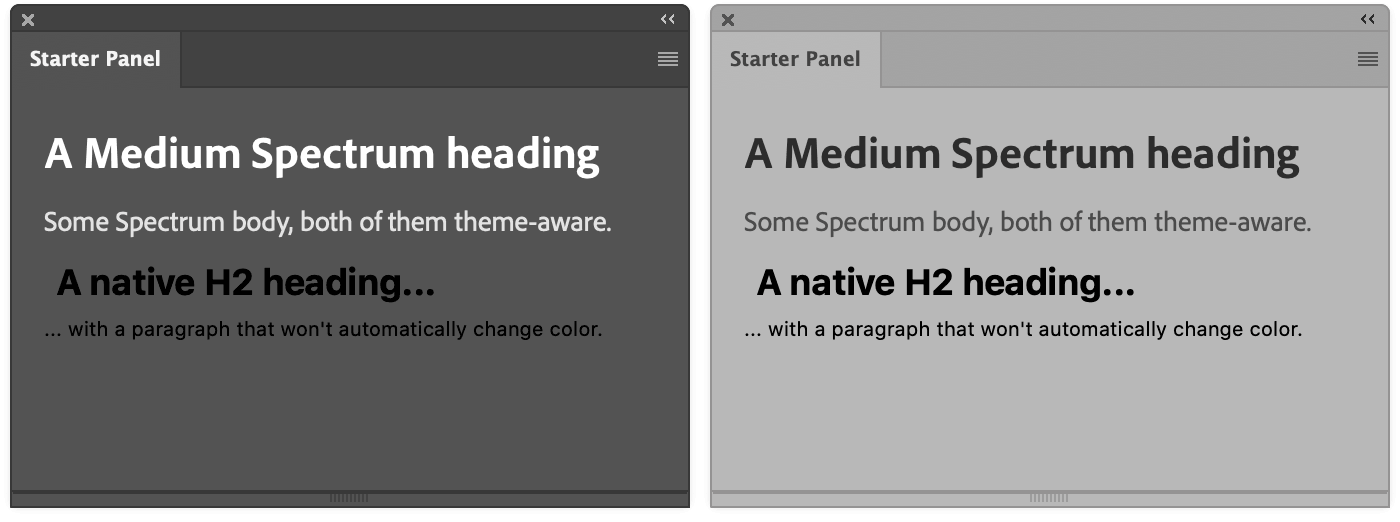 Starter Panel
A Medium Spectrum heading
Some Spectrum body, both of them theme-aware.
A native H2 heading...
... with a paragraph that won't automatically change color.
Starter Panel
A Medium Spectrum heading
Some Spectrum body, both of them theme-aware.
A native H2 heading...
... with a paragraph that won't automatically change color.